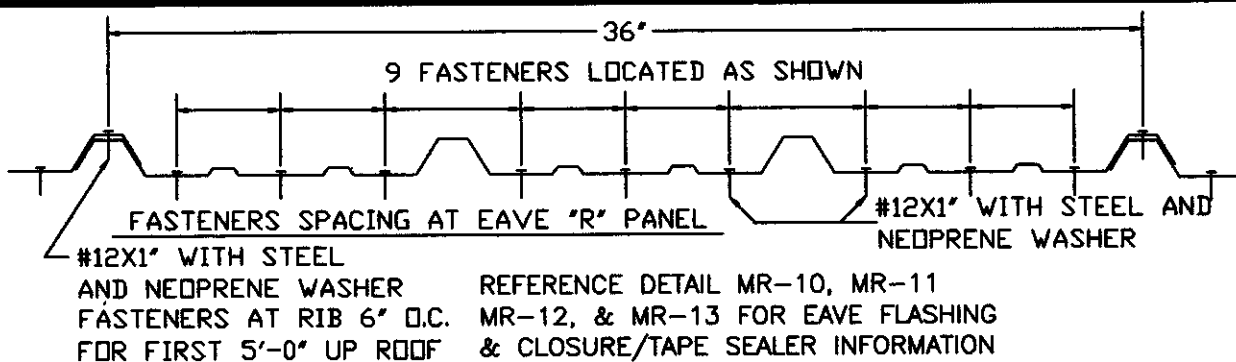 36"
9 FASTENERS LOCATED AS SHOWN
FASTENERS SPACING AT EAVE "R" PANEL
#12X1" WITH STEEL AND
NEOPRENE WASHER
#12X1" WITH STEEL
AND NEOPRENE WASHER
FASTENERS AT RIB 6" O.C.
FOR FIRST 5'-0" UP ROOF
REFERENCE DETAIL MR-10, MR-11
MR-12, & MR-13 FOR EAVE FLASHING
& CLOSURE/TAPE SEALER INFORMATION